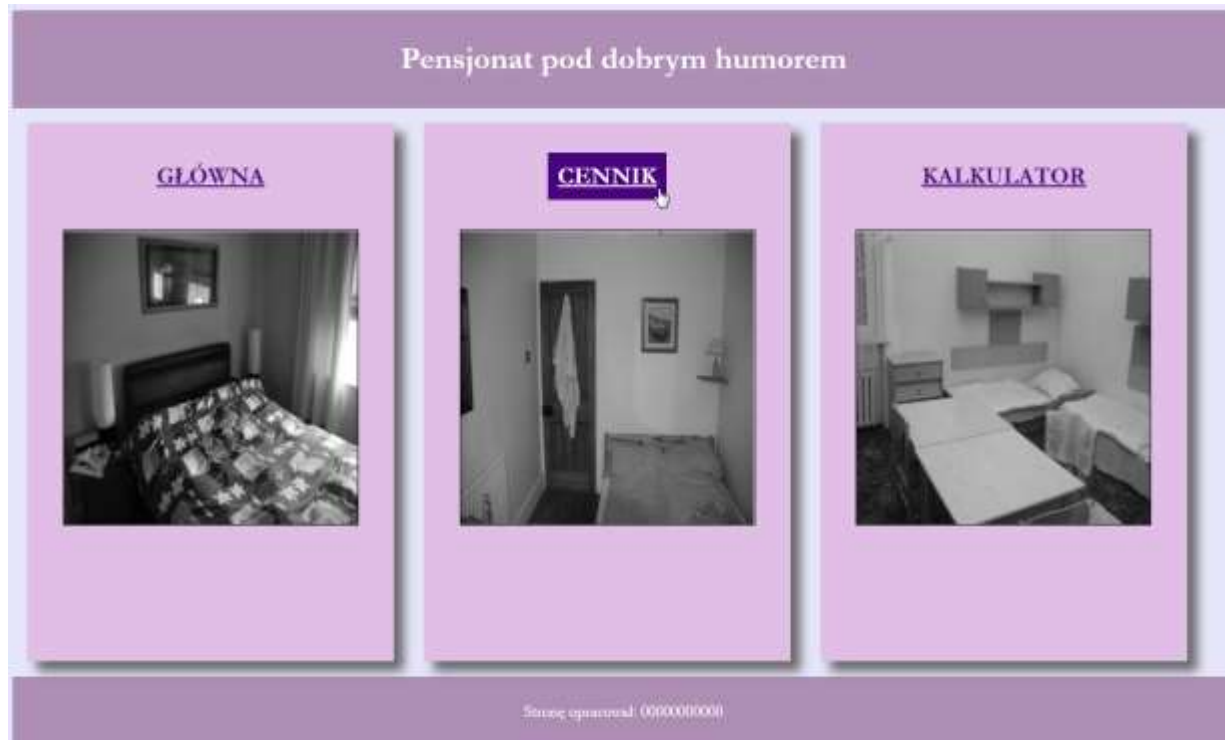 Pensjonat pod dobrym humorem
GŁÓWNA
CENNIK
KALKULATOR
Stronę opracował: 00000000000